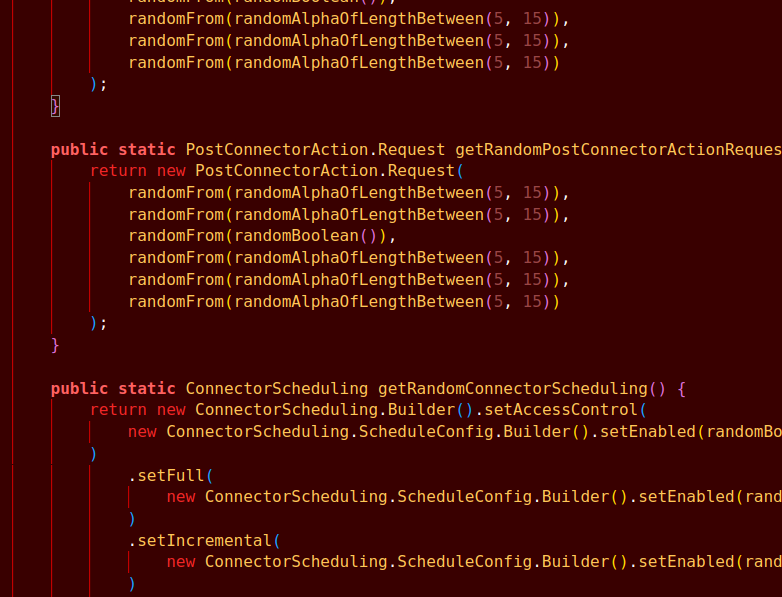 randomFrom(randomBoolean()),
randomFrom(randomAlphaOfLengthBetween(5, 15)),
randomFrom(randomAlphaOfLengthBetween(5, 15)),
randomFrom(randomAlphaOfLengthBetween(5, 15))
);
}
public static PostConnectorAction.Request getRandomPostConnectorActionReques
return new PostConnectorAction.Request(
randomFrom(randomAlphaOfLengthBetween(5, 15)),
randomFrom(randomAlphaOfLengthBetween(5, 15)),
randomFrom(randomBoolean()),
randomFrom(randomAlphaOfLengthBetween(5, 15)),
randomFrom(randomAlphaOfLengthBetween(5, 15)),
randomFrom(randomAlphaOfLengthBetween(5, 15))
);
}
public static ConnectorScheduling getRandomConnectorScheduling() {
return new ConnectorScheduling.Builder().setAccessControl(
new ConnectorScheduling.ScheduleConfig.Builder().setEnabled(randomBo
)
.setFull(
new ConnectorScheduling.ScheduleConfig.Builder().setEnabled(rand
)
.setIncremental(
new ConnectorScheduling.ScheduleConfig.Builder().setEnabled(rand
)